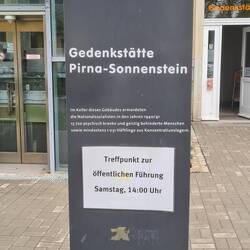 Gedenkstätte
Pirna-Sonnenstein
Im Keller dieses Gebäudes ermordeten
die Nationalsozialisten in den Jahren 1940/41
13 720 psychisch kranke und geistig behinderte Menschen
sowie mindestens 1 031 Häftlinge aus Konzentrationslagern.
Treffpunkt zur
öffentlichen Führung
Samstag, 14:00 Uhr